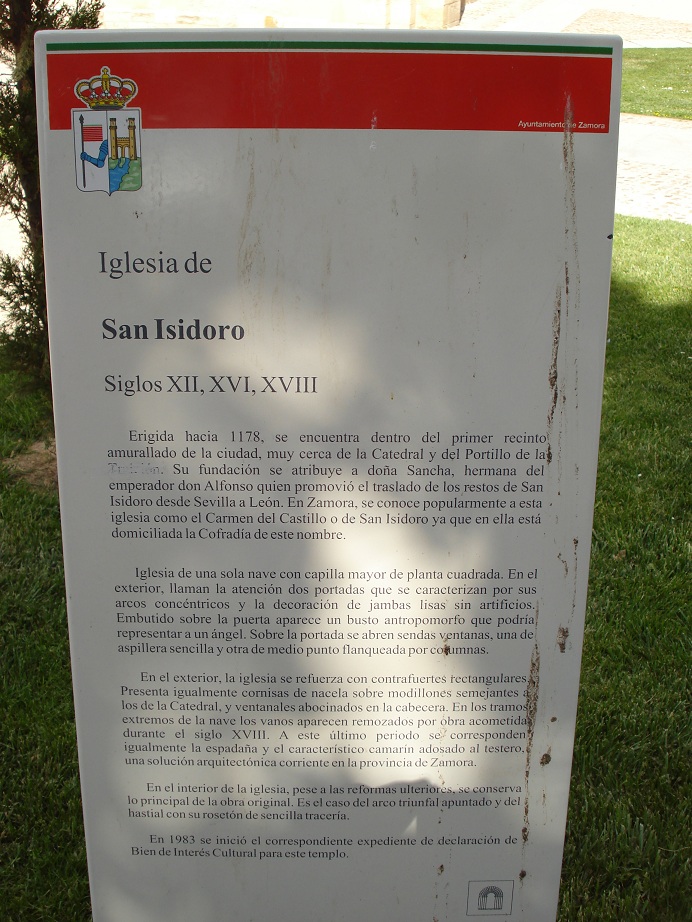 Ayuntamiento de Zamora
Iglesia de
San Isidoro
Siglos XII, XVI, XVIII
Erigida hacia 1178, se encuentra dentro del primer recinto
amurallado de la ciudad, muy cerca de la Catedral y del Portillo de la
Su fundación se atribuye a doña Sancha, hermana del
emperador don Alfonso quien promovió el traslado de los restos de San
Isidoro desde Sevilla a León. En Zamora, se conoce popularmente a esta
iglesia como el Carmen del Castillo o de San Isidoro ya que en ella está
domiciliada la Cofradía de este nombre.
Iglesia de una sola nave con capilla mayor de planta cuadrada. En el
exterior, llaman la atención dos portadas que se caracterizan por sus
arcos concéntricos y la decoración de jambas lisas sin artificios.
Embutido sobre la puerta aparece un busto antropomorfo que podría
representar a un ángel. Sobre la portada se abren sendas ventanas, una de
aspillera sencilla y otra de medio punto flanqueada por columnas.
En el exterior, la iglesia se refuerza con contrafuertes rectangulares.
Presenta igualmente cornisas de nacela sobre modillones semejantes a
los de la Catedral, y ventanales abocinados en la cabecera. En los tramos
extremos de la nave los vanos aparecen remozados por obra acometida
durante el siglo XVIII. A este último periodo se corresponden
igualmente la espadaña y el característico camarín adosado al testero,
una solución arquitectónica corriente en la provincia de Zamora.
En el interior de la iglesia, pese a las reformas ulteriores, se conserva
lo principal de la obra original. Es el caso del arco triunfal apuntado y del
hastial con su rosetón de sencilla tracería.
En 1983 se inició el correspondiente expediente de declaración de
Bien de Interés Cultural para este templo.